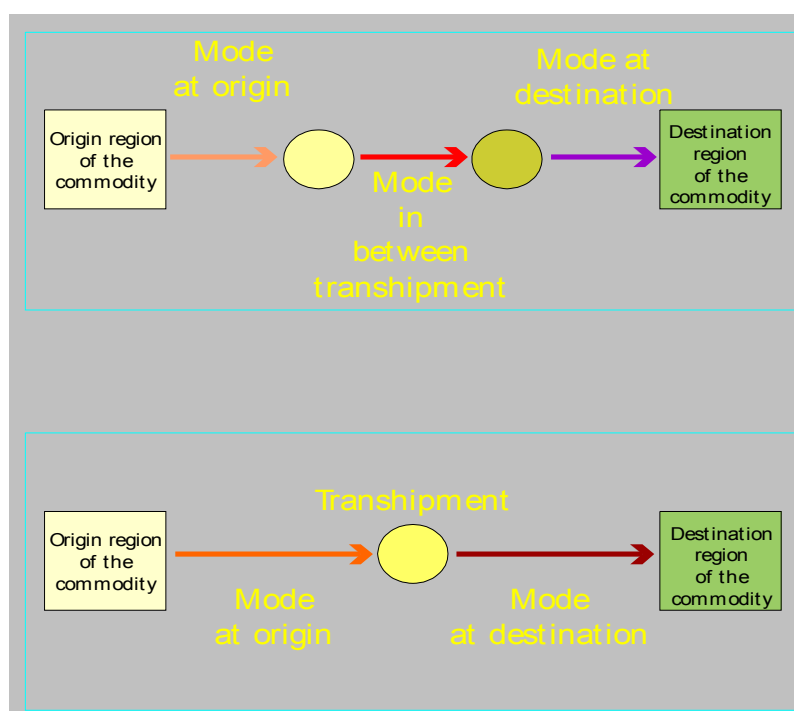 Mode
at origin
Mode at
destination
Origin region
of the
commodity
Destination
region
of the
commodity
Mode
in
between
transhipment
Transhipment
Origin region
of the
commodity
Destination
region
of the
commodity
Mode
at origin
Mode
at destination